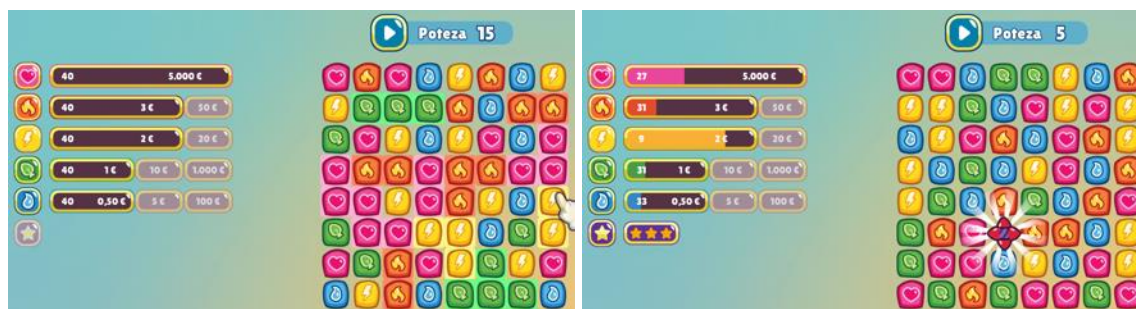 Poteza 15
40 5.000 €
40 3 € 50 €
40 2 € 20 €
40 1 € 10 € 1.000 €
40 0,50 € 5 € 100 €
Poteza 5
27 5.000 €
31 3 € 50 €
9 2 € 20 €
31 1 € 10 € 1.000 €
33 0,50 € 5 € 100 €